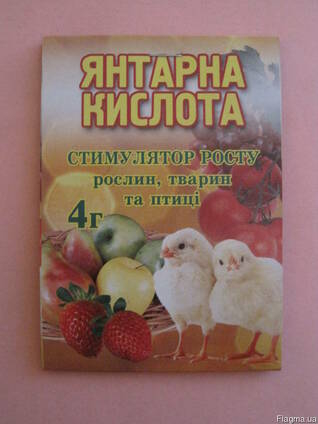 ЯНТАРНА
КИСЛОТА
СТИМУЛЯТОР РОСТУ
рослин, тварин
та птиці
4г
Flagma.ua